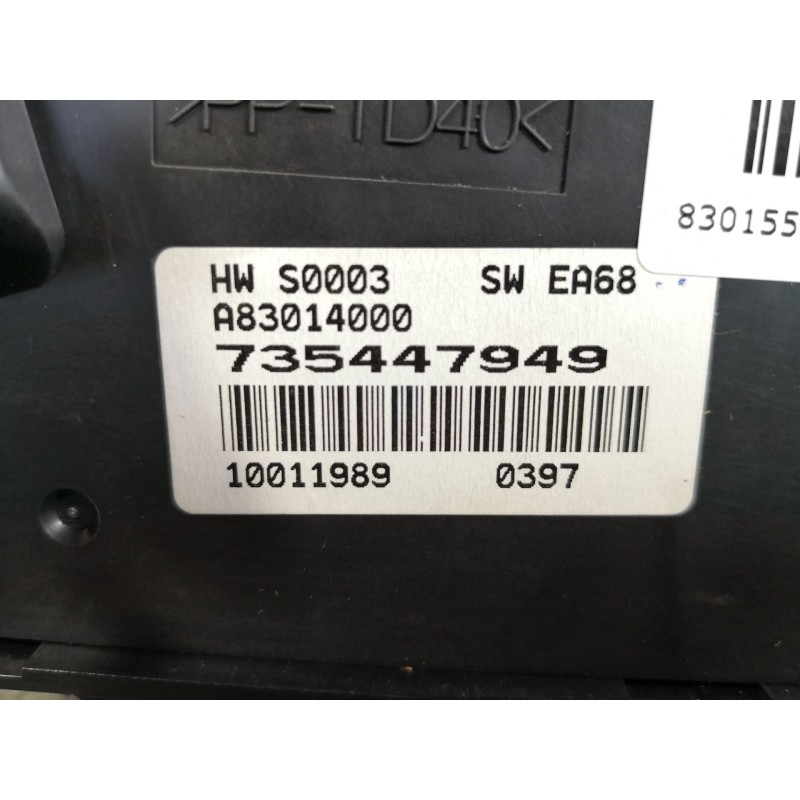 >PP-TD40<
830155
HW S0003 SW EA68
A83014000
735447949
10011989 0397